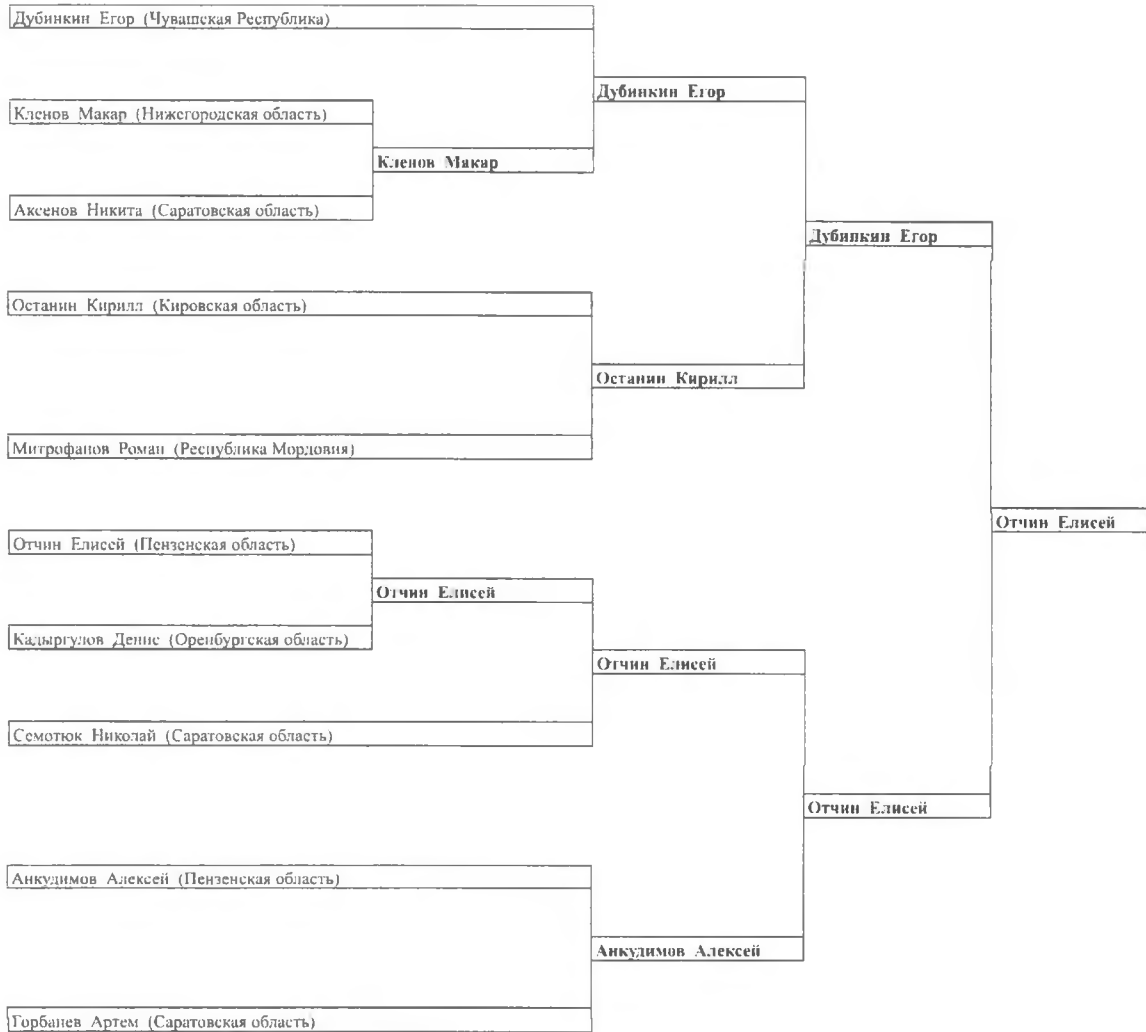 Дубинкин Егор (Чувашская Республика)
Дубинкин Егор
Кленов Макар (Нижегородская область)
Кленов Макар
Аксенов Никита (Саратовская область)
Дубинкин Егор
Останин Кирилл (Кировская область)
Останин Кирилл
Митрофанов Роман (Республика Мордовия)
Отчин Елисей
Отчин Елисей (Пензенская область)
Отчин Елисей
Кадыргулов Денис (Оренбургская область)
Отчин Елисей
Семотюк Николай (Саратовская область)
Отчин Елисей
Анкудимов Алексей (Пензенская область)
Анкудимов Алексей
Горбанев Артем (Саратовская область)